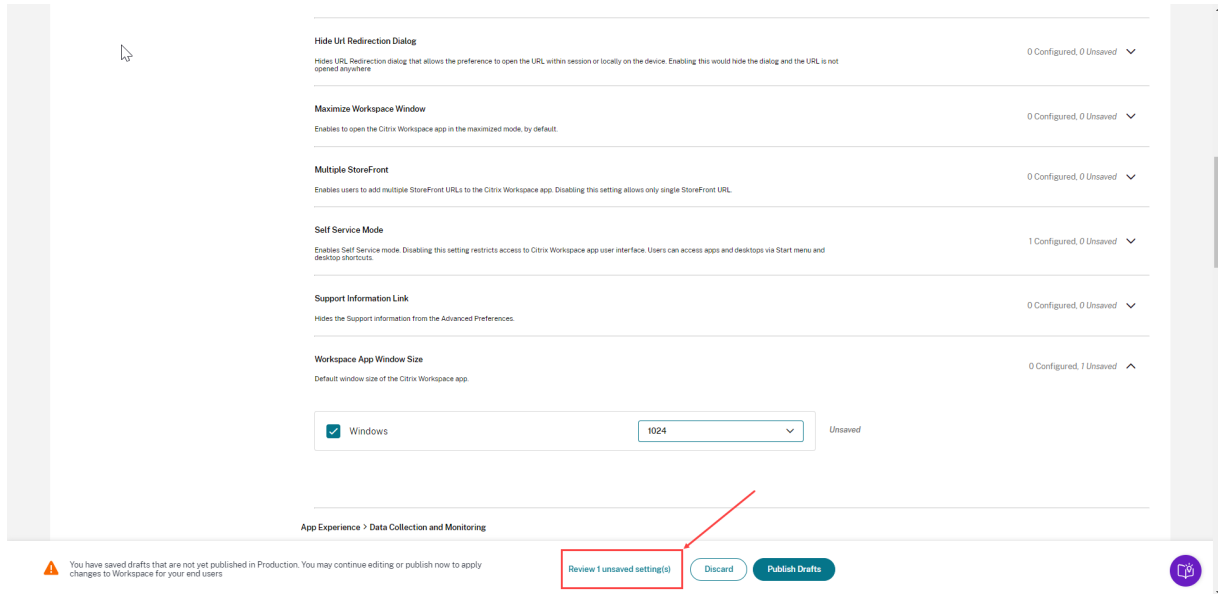 Hide Url Redirection Dialog
Hides URL Redirection dialog that allows the preference to open the URL within session or locally on the device. Enabling this would hide the dialog and the URL is not
opened anywhere
0 Configured, 0 Unsaved
Maximize Workspace Window
Enables to open the Citrix Workspace app in the maximized mode, by default.
0 Configured, 0 Unsaved
Multiple StoreFront
Enables users to add multiple StoreFront URLs to the Citrix Workspace app. Disabling this setting allows only single StoreFront URL.
0 Configured, 0 Unsaved
Self Service Mode
Enables Self Service mode. Disabling this setting restricts access to Citrix Workspace app user interface. Users can access apps and desktops via Start menu and
desktop shortcuts.
1 Configured, 0 Unsaved
Support Information Link
Hides the Support information from the Advanced Preferences.
0 Configured, 0 Unsaved
Workspace App Window Size
Default window size of the Citrix Workspace app.
0 Configured, 1 Unsaved
Windows
1024
Unsaved
App Experience > Data Collection and Monitoring
You have saved drafts that are not yet published in Production. You may continue editing or publish now to apply
changes to Workspace for your end users
Review 1 unsaved setting(s)
Discard
Publish Drafts